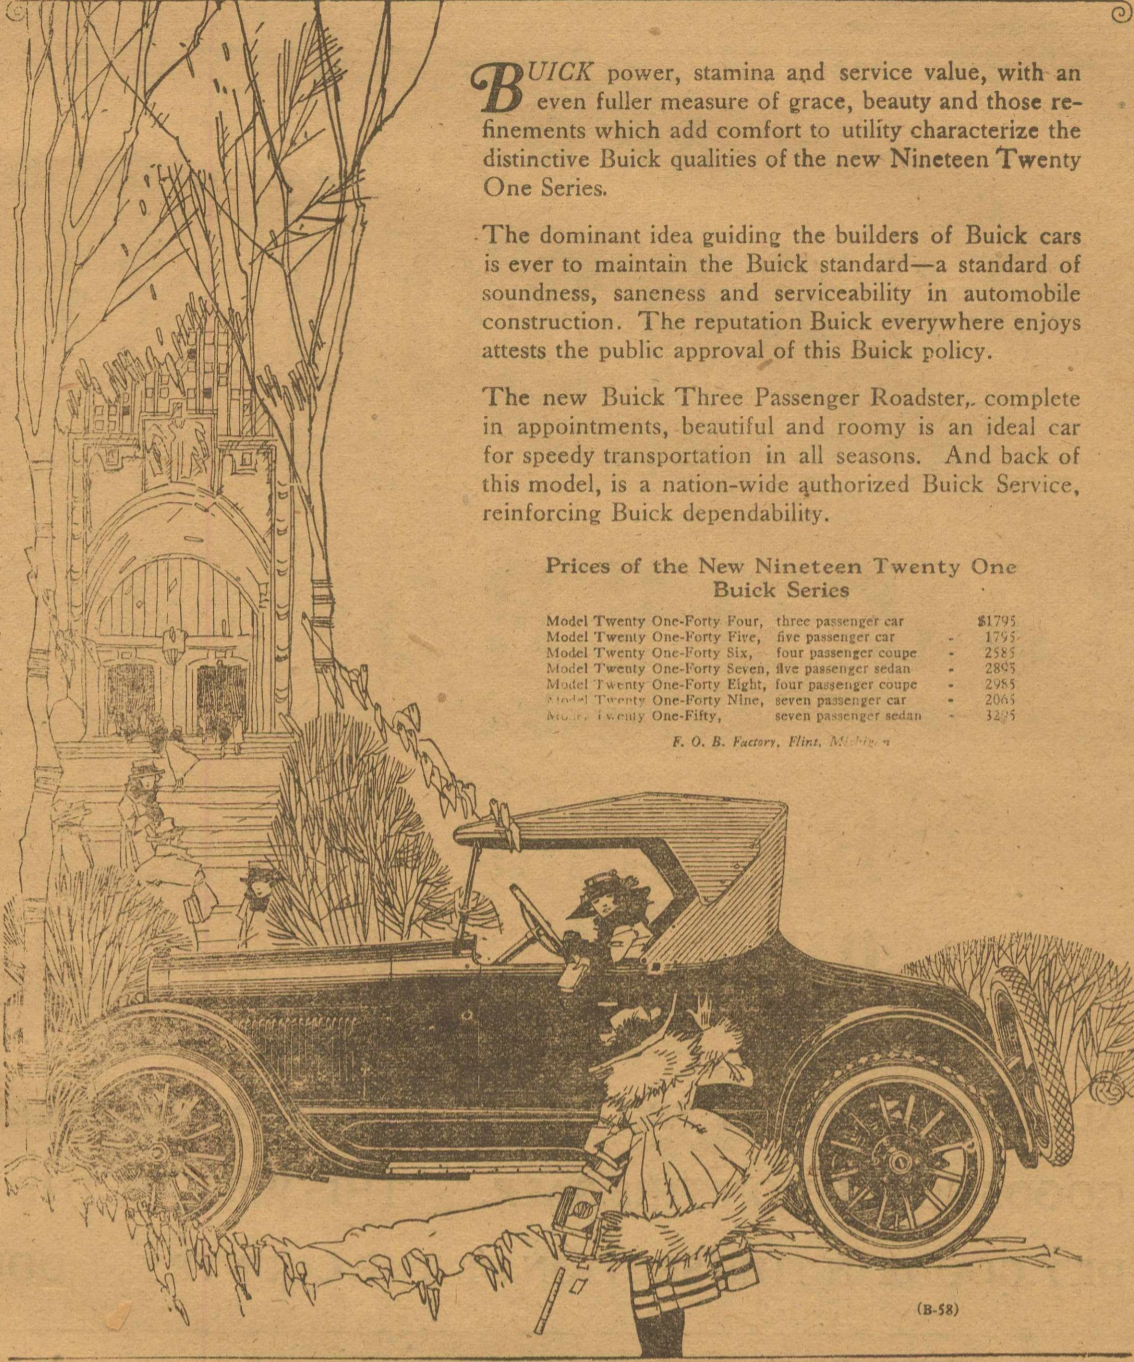 BUICK power, stamina and service value, with an
even fuller measure of grace, beauty and those re-
finements which add comfort to utility characterize the
distinctive Buick qualities of the new Nineteen Twenty
One Series.
The dominant idea guiding the builders of Buick cars
is ever to maintain the Buick standard—a standard of
soundness, saneness and serviceability in automobile
construction. The reputation Buick everywhere enjoys
attests the public approval of this Buick policy.
The new Buick Three Passenger Roadster, complete
in appointments, beautiful and roomy is an ideal car
for speedy transportation in all seasons. And back of
this model, is a nation-wide authorized Buick Service,
reinforcing Buick dependability.
Prices of the New Nineteen Twenty One
Buick Series
Model Twenty One-Forty Four, three passenger car $1795
Model Twenty One-Forty Five, five passenger car - 1795
Model Twenty One-Forty Six, four passenger coupe - 2585
Model Twenty One-Forty Seven, five passenger sedan - 2895
Model Twenty One-Forty Eight, four passenger coupe - 2985
Model Twenty One-Forty Nine, seven passenger car - 2065
Model Twenty One-Fifty, seven passenger sedan - 3295
F. O. B. Factory, Flint, Michigan
(B-58)